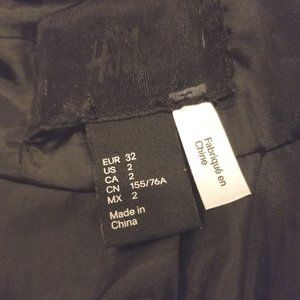 H&M
EUR 32
US 2
CA 2
CN 155/76A
MX 2
Made in
China
Fabriqué en
Chine